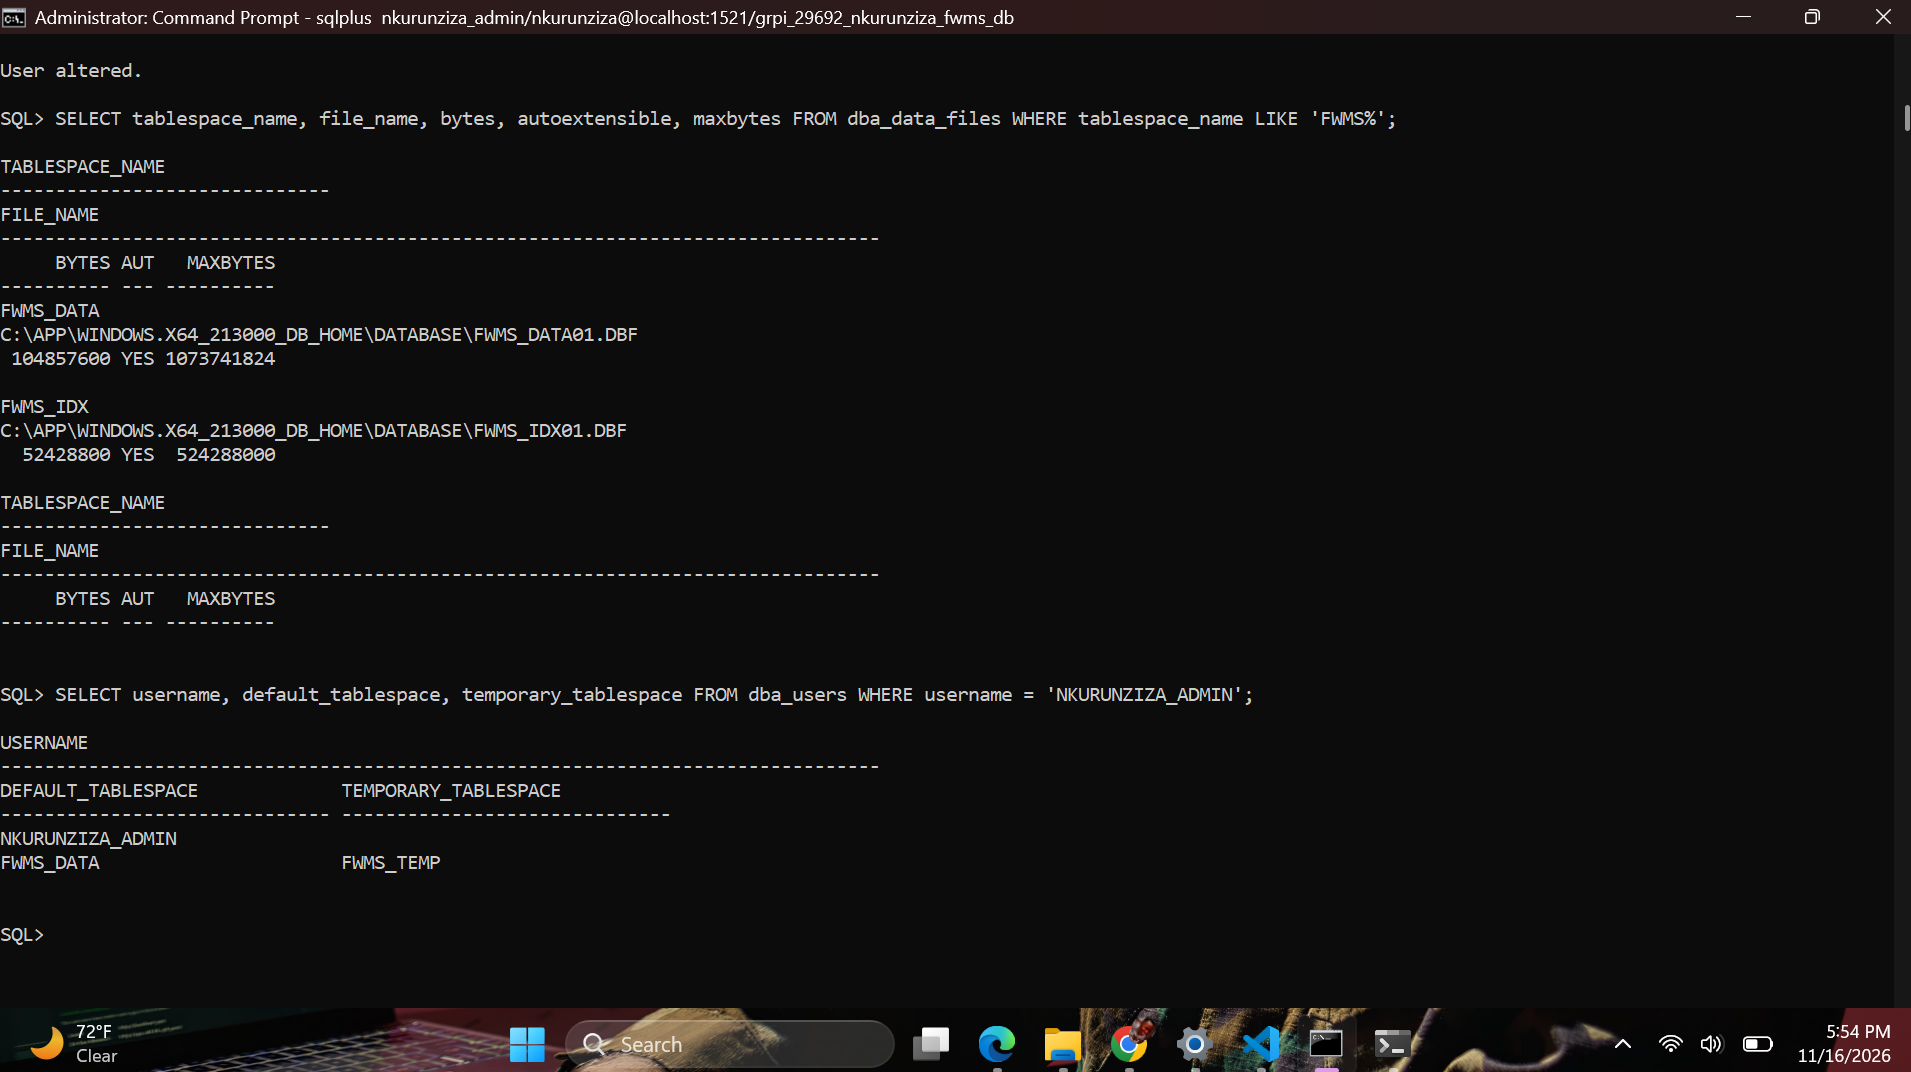 Administrator: Command Prompt - sqlplus  nkurunziza_admin/nkurunziza@localhost:1521/grpi_29692_nkurunziza_fwms_db
User altered.
SQL> SELECT tablespace_name, file_name, bytes, autoextensible, maxbytes FROM dba_data_files WHERE tablespace_name LIKE 'FWMS%';
TABLESPACE_NAME
------------------------------
FILE_NAME
--------------------------------------------------------------------------------
     BYTES AUT   MAXBYTES
---------- --- ----------
FWMS_DATA
C:\APP\WINDOWS.X64_213000_DB_HOME\DATABASE\FWMS_DATA01.DBF
 104857600 YES 1073741824
FWMS_IDX
C:\APP\WINDOWS.X64_213000_DB_HOME\DATABASE\FWMS_IDX01.DBF
  52428800 YES  524288000
TABLESPACE_NAME
------------------------------
FILE_NAME
--------------------------------------------------------------------------------
     BYTES AUT   MAXBYTES
---------- --- ----------
SQL> SELECT username, default_tablespace, temporary_tablespace FROM dba_users WHERE username = 'NKURUNZIZA_ADMIN';
USERNAME
--------------------------------------------------------------------------------
DEFAULT_TABLESPACE             TEMPORARY_TABLESPACE
------------------------------ ------------------------------
NKURUNZIZA_ADMIN
FWMS_DATA                      FWMS_TEMP
SQL>
72°F
Clear
Search
5:54 PM
11/16/2026